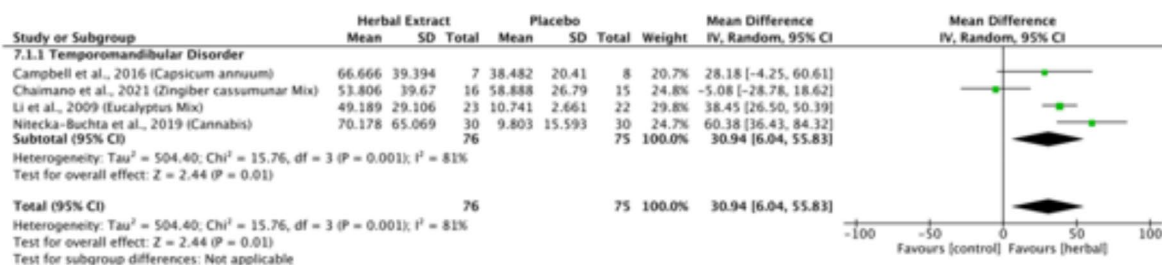 Herbal Extract Placebo Mean Difference Mean Difference
Study or Subgroup Mean SD Total Mean SD Total Weight IV, Random, 95% CI IV, Random, 95% CI
7.1.1 Temporomandibular Disorder
Campbell et al., 2016 (Capsicum annuum) 66.666 39.394 7 38.482 20.41 8 20.7% 28.18 [-4.25, 60.61]
Chaimano et al., 2021 (Zingiber cassumunar Mix) 53.806 39.67 16 58.888 26.79 15 24.8% -5.08 [-28.78, 18.62]
Li et al., 2009 (Eucalyptus Mix) 49.189 29.106 23 10.741 2.661 22 29.8% 38.45 [26.50, 50.39]
Nitecka-Buchta et al., 2019 (Cannabis) 70.178 65.069 30 9.803 15.593 30 24.7% 60.38 [36.43, 84.32]
Subtotal (95% CI) 76 75 100.0% 30.94 [6.04, 55.83]
Heterogeneity: Tau² = 504.40; Chi² = 15.76, df = 3 (P = 0.001); I² = 81%
Test for overall effect: Z = 2.44 (P = 0.01)
Total (95% CI) 76 75 100.0% 30.94 [6.04, 55.83]
Heterogeneity: Tau² = 504.40; Chi² = 15.76, df = 3 (P = 0.001); I² = 81%
Test for overall effect: Z = 2.44 (P = 0.01)
Test for subgroup differences: Not applicable
-100 -50 0 50 100
Favours [control] Favours [herbal]